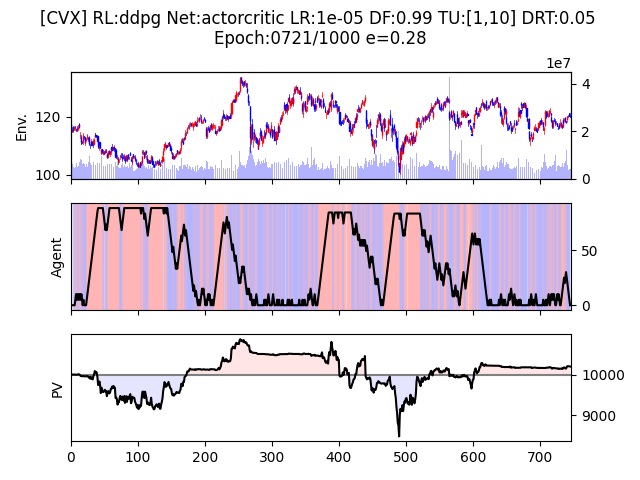 [CVX] RL:ddpg Net:actorcritic LR:1e-05 DF:0.99 TU:[1,10] DRT:0.05
Epoch:0721/1000 e=0.28
1e7
Env.
120
100
4
2
0
Agent
50
0
PV
10000
9000
0 100 200 300 400 500 600 700